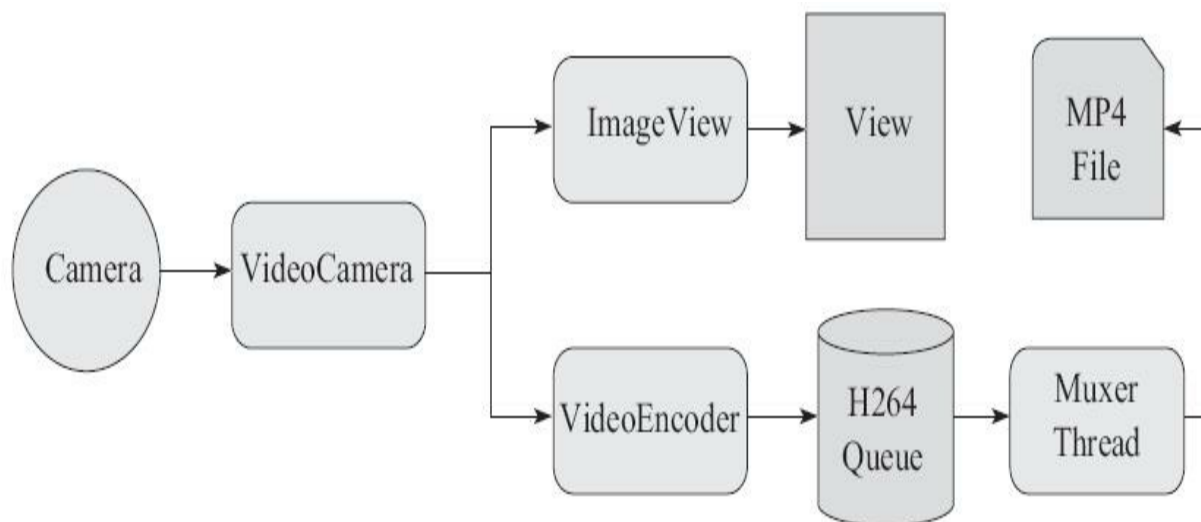 Camera
VideoCamera
ImageView
View
MP4
File
VideoEncoder
H264
Queue
Muxer
Thread